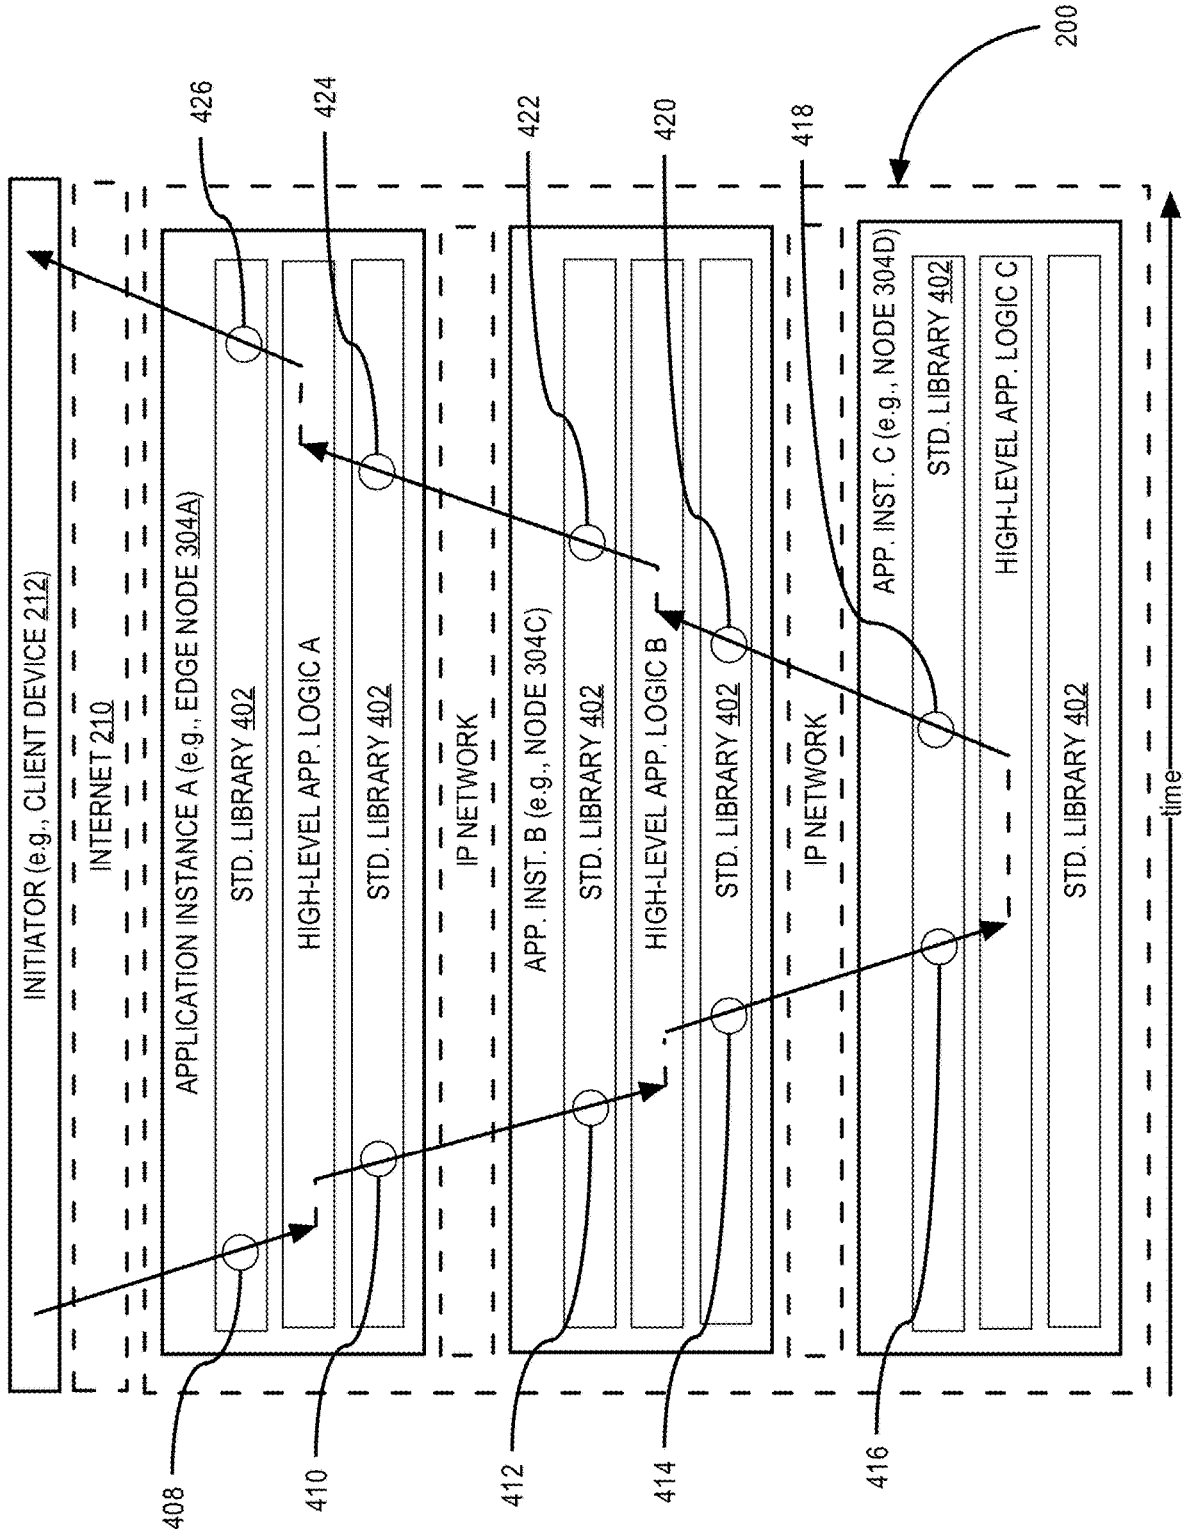 INITIATOR (e.g., CLIENT DEVICE 212)
INTERNET 210
426
424
422
420
418
200
APPLICATION INSTANCE A (e.g., EDGE NODE 304A)
STD. LIBRARY 402
HIGH-LEVEL APP. LOGIC A
STD. LIBRARY 402
IP NETWORK
APP. INST. B (e.g., NODE 304C)
STD. LIBRARY 402
HIGH-LEVEL APP. LOGIC B
STD. LIBRARY 402
IP NETWORK
APP. INST. C (e.g., NODE 304D)
STD. LIBRARY 402
HIGH-LEVEL APP. LOGIC C
STD. LIBRARY 402
time
408
410
412
414
416